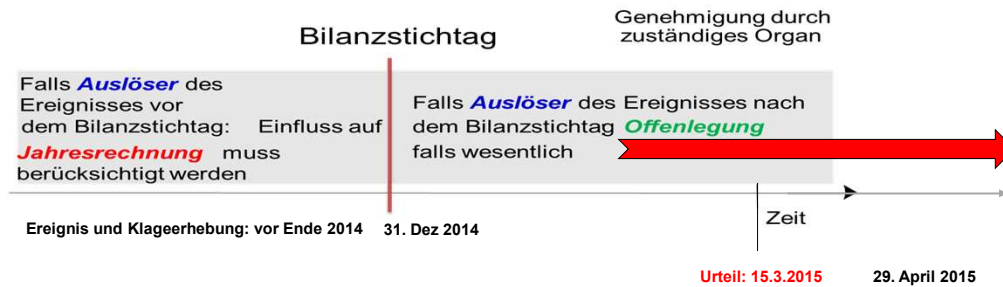 Genehmigung durch
zuständiges Organ
Bilanzstichtag
Falls Auslöser des
Ereignisses vor
dem Bilanzstichtag: Einfluss auf
Jahresrechnung muss
berücksichtigt werden
Falls Auslöser des Ereignisses nach
dem Bilanzstichtag Offenlegung
falls wesentlich
Zeit
Ereignis und Klageerhebung: vor Ende 2014
31. Dez 2014
Urteil: 15.3.2015
29. April 2015